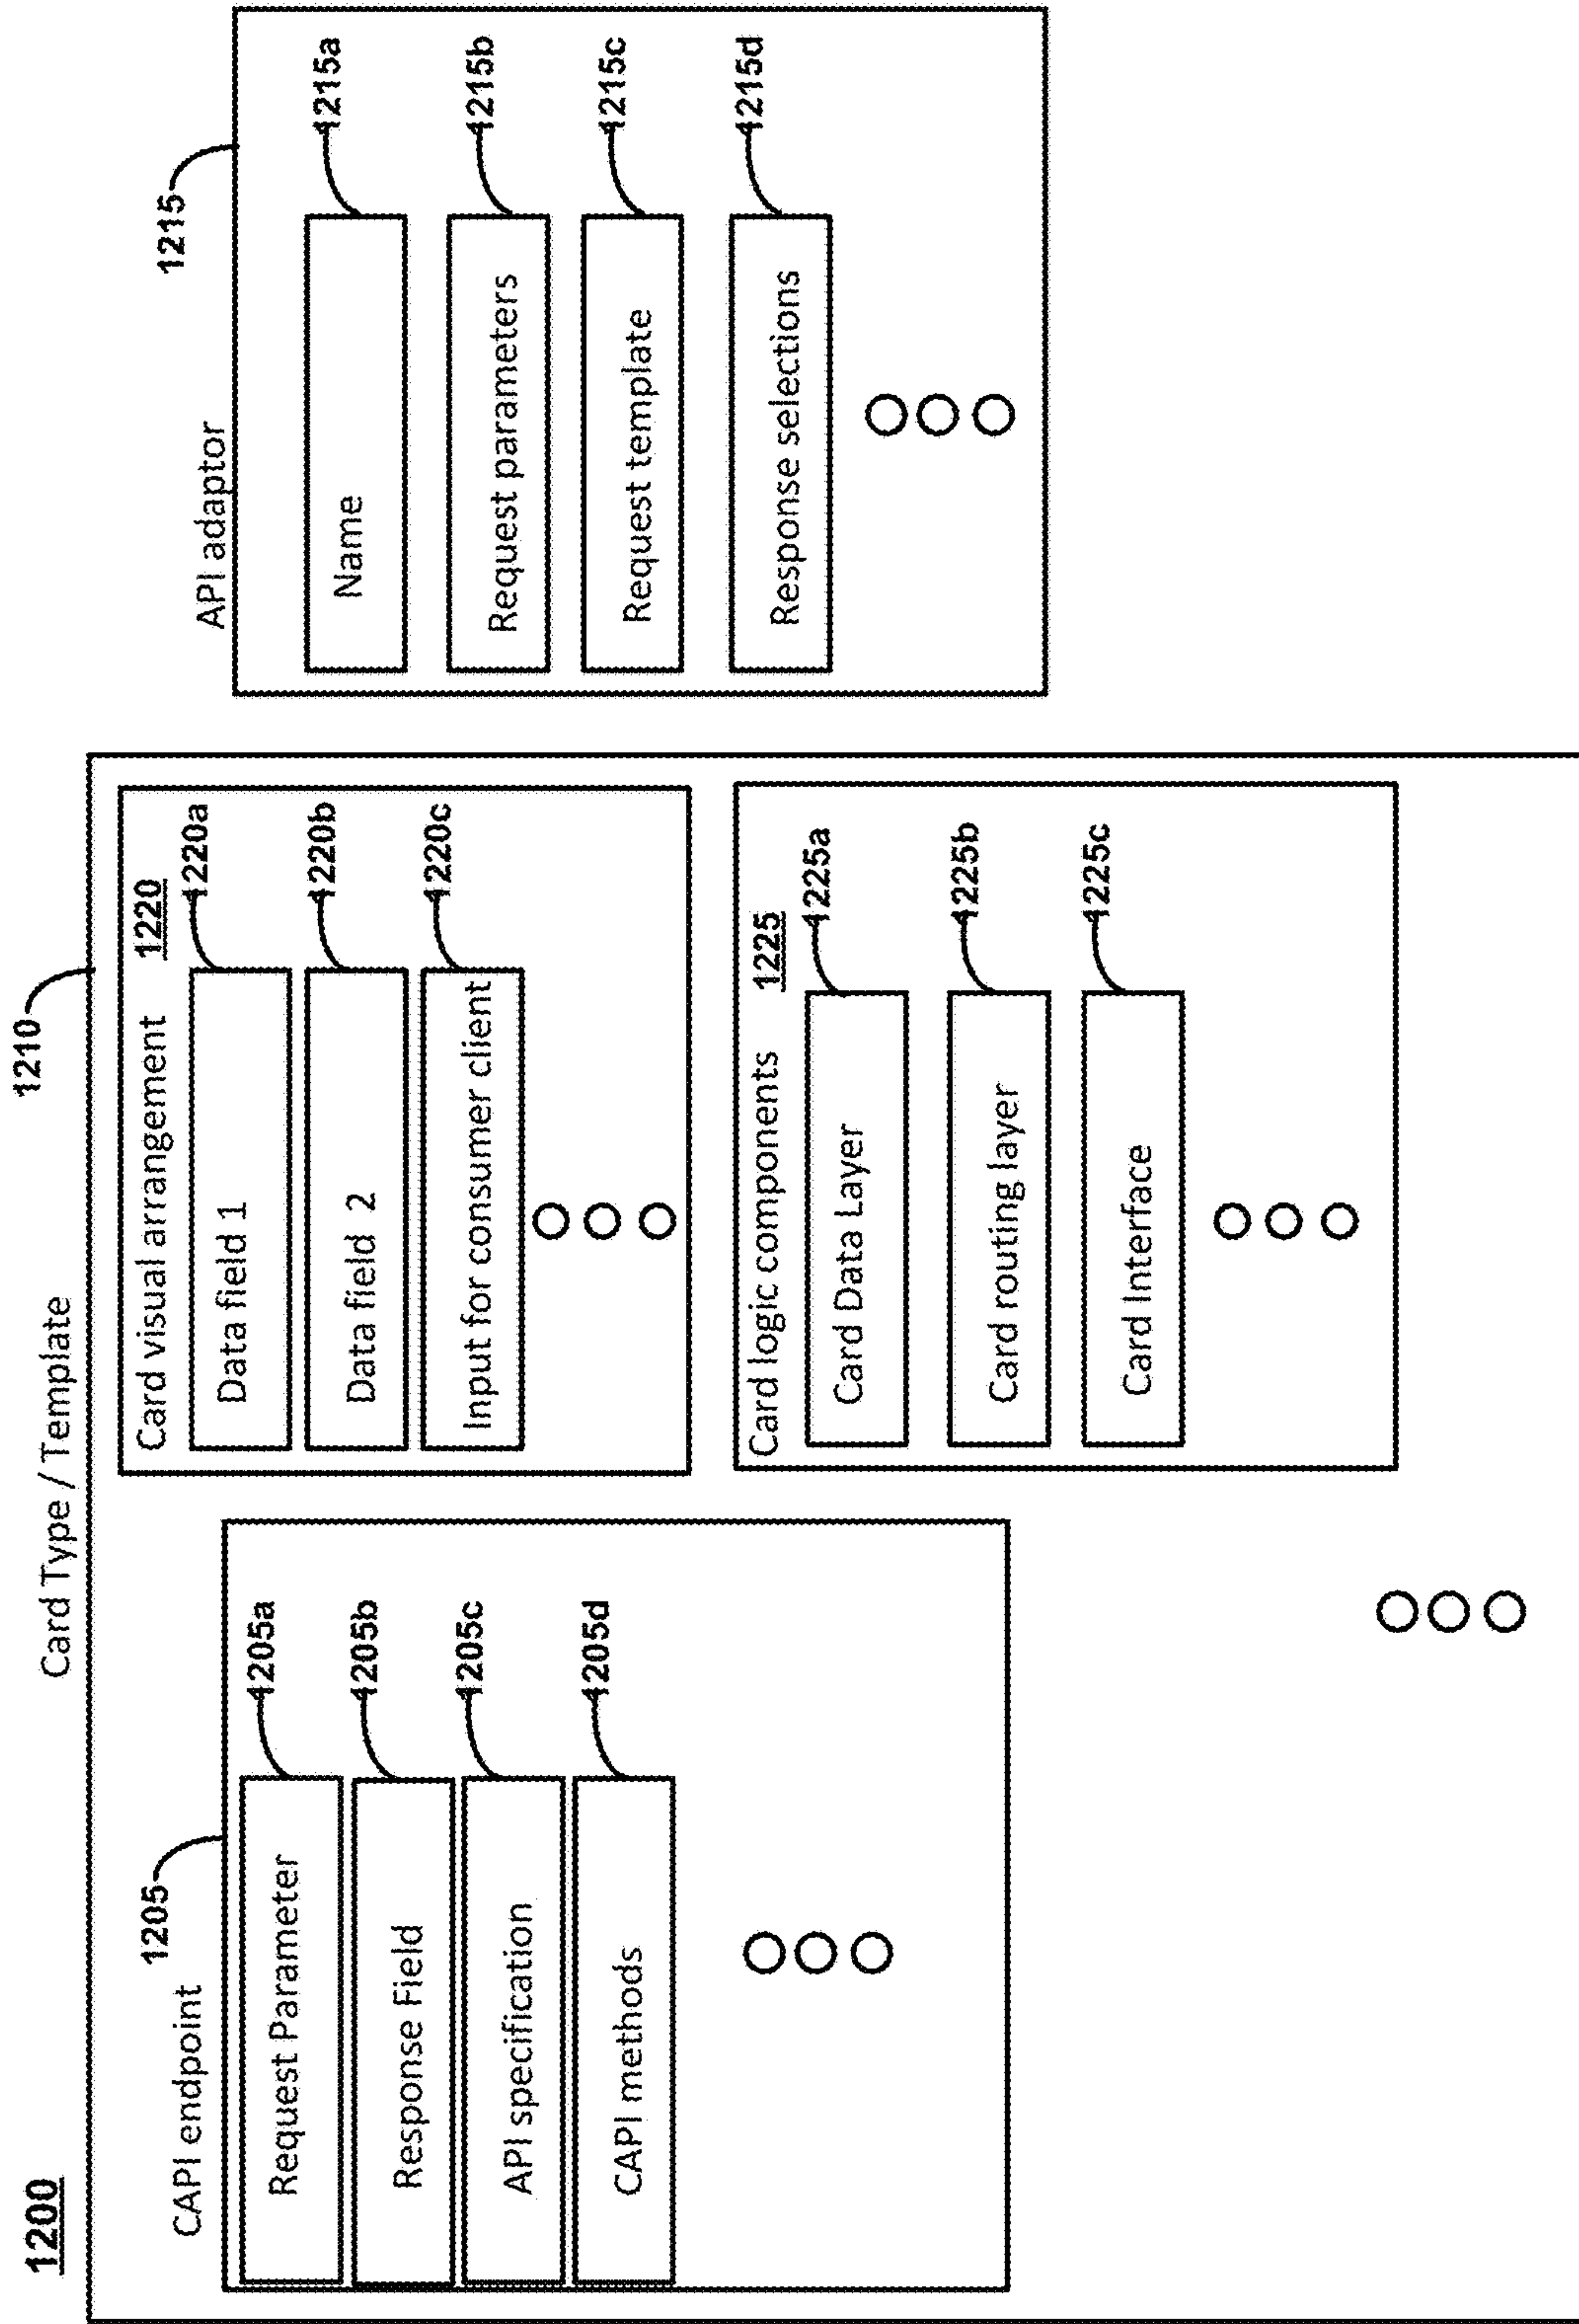 1200
Card Type / Template
1210
CAPI endpoint
1205
Request Parameter
1205a
Response Field
1205b
API specification
1205c
CAPI methods
1205d
Card visual arrangement 1220
Data field 1
1220a
Data field 2
1220b
Input for consumer client
1220c
Card logic components 1225
Card Data Layer
1225a
Card routing layer
1225b
Card Interface
1225c
API adaptor
1215
Name
1215a
Request parameters
1215b
Request template
1215c
Response selections
1215d